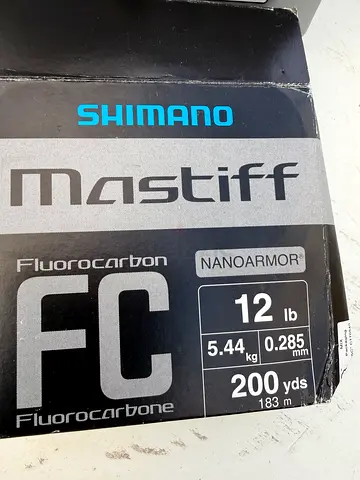 SHIMANO
Mastiff
Fluorocarbon
FC
Fluorocarbone
NANOARMOR®
12 lb
5.44 kg 0.285 mm
200 yds
183 m